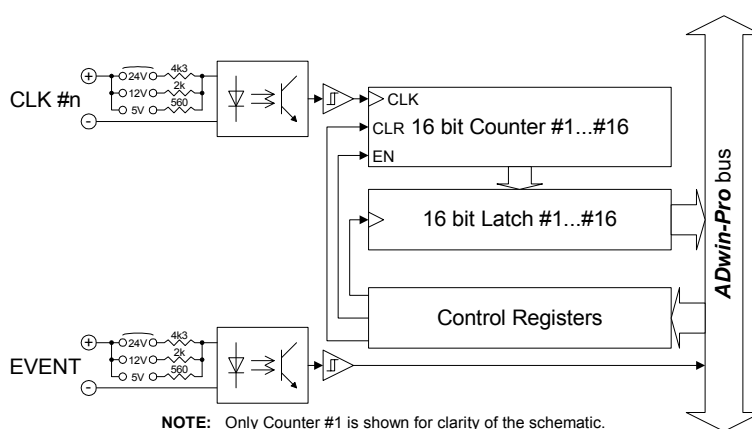 +
24V
4k3
12V
2k
5V
560
CLK #n
-
CLK
CLR 16 bit Counter #1...#16
EN
16 bit Latch #1...#16
ADwin-Pro bus
Control Registers
+
24V
4k3
12V
2k
5V
560
EVENT
-
NOTE: Only Counter #1 is shown for clarity of the schematic.